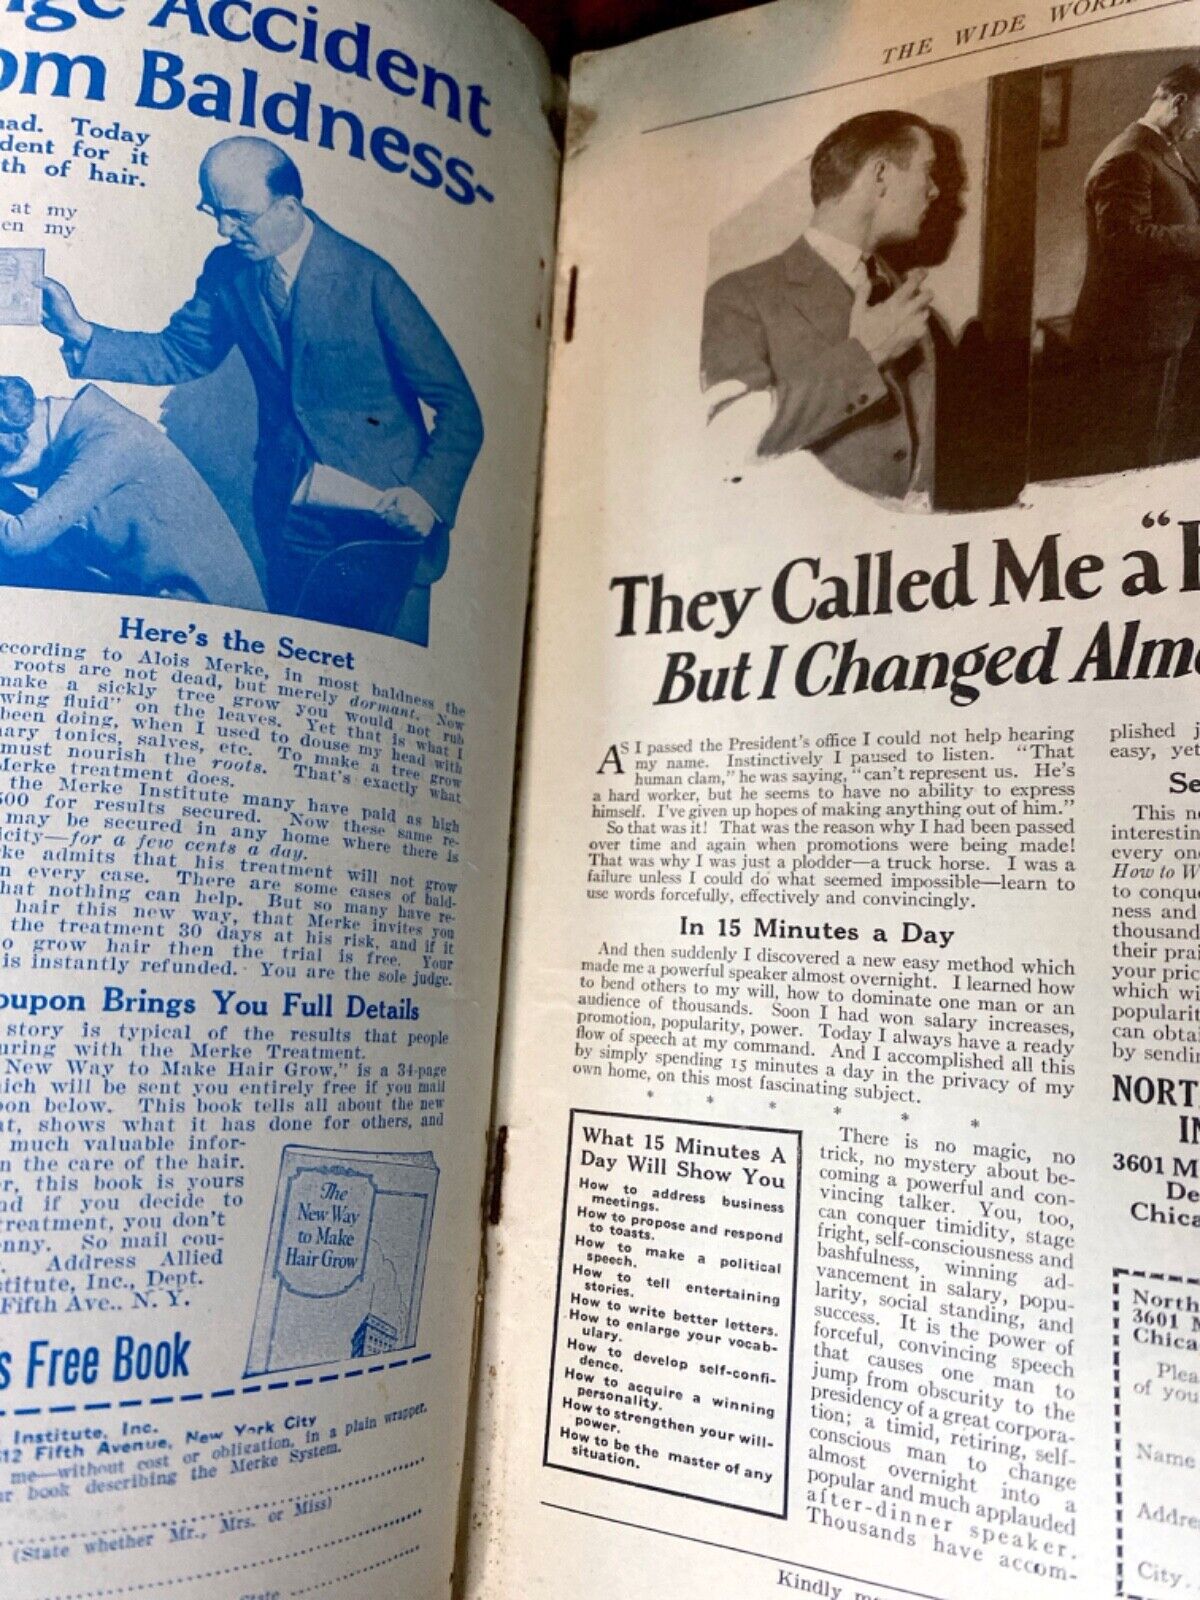 Accident
Baldness-
had. Today
dent for it
th of hair.
at my
en my
Here's the Secret
ccording to Alois Merke, in most baldness the
roots are not dead, but merely dormant. Now
make a sickly tree grow you would not rub
wing fluid" on the leaves. Yet that is what I
been doing, when I used to douse my head with
nary tonics, salves, etc. To make a tree grow
must nourish the roots. That's exactly what
Merke treatment does.
the Merke Institute many have paid as high
500 for results secured. Now these same re-
may be secured in any home where there is
icity—for a few cents a day.
ke admits that his treatment will not grow
n every case. There are some cases of bald-
hat nothing can help. But so many have re-
hair this new way, that Merke invites you
the treatment 30 days at his risk, and if it
o grow hair then the trial is free. Your
is instantly refunded. You are the sole judge.
oupon Brings You Full Details
story is typical of the results that people
uring with the Merke Treatment.
New Way to Make Hair Grow," is a 34-page
hich will be sent you entirely free if you mail
pon below. This book tells all about the new
nt, shows what it has done for others, and
much valuable infor-
n the care of the hair.
r, this book is yours
nd if you decide to
treatment, you don't
enny. So mail cou-
Address Allied
stitute, Inc., Dept.
Fifth Ave., N. Y.
The
New Way
to Make
Hair Grow
s Free Book
Institute, Inc.
512 Fifth Avenue, New York City
me—without cost or obligation, in a plain wrapper,
ur book describing the Merke System.
(State whether Mr., Mrs. or Miss)
State
THE WIDE WORL
They Called Me a "
But I Changed Almo
AS I passed the President's office I could not help hearing
my name. Instinctively I paused to listen. "That
human clam," he was saying, "can't represent us. He's
a hard worker, but he seems to have no ability to express
himself. I've given up hopes of making anything out of him."
So that was it! That was the reason why I had been passed
over time and again when promotions were being made!
That was why I was just a plodder—a truck horse. I was a
failure unless I could do what seemed impossible—learn to
use words forcefully, effectively and convincingly.
In 15 Minutes a Day
And then suddenly I discovered a new easy method which
made me a powerful speaker almost overnight. I learned how
to bend others to my will, how to dominate one man or an
audience of thousands. Soon I had won salary increases,
promotion, popularity, power. Today I always have a ready
flow of speech at my command. And I accomplished all this
by simply spending 15 minutes a day in the privacy of my
own home, on this most fascinating subject.
* * * * * *
What 15 Minutes A
Day Will Show You
How to address business
meetings.
How to propose and respond
to toasts.
How to make a political
speech.
How to tell entertaining
stories.
How to write better letters.
How to enlarge your vocab-
ulary.
How to develop self-confi-
dence.
How to acquire a winning
personality.
How to strengthen your will-
power.
How to be the master of any
situation.
There is no magic, no
trick, no mystery about be-
coming a powerful and con-
vincing talker. You, too,
can conquer timidity, stage
fright, self-consciousness and
bashfulness, winning ad-
vancement in salary, popu-
larity, social standing, and
success. It is the power of
forceful, convincing speech
that causes one man to
jump from obscurity to the
presidency of a great corpora-
tion; a timid, retiring, self-
conscious man to change
almost overnight into a
popular and much applauded
after-dinner speaker.
Thousands have accom-
plished j
easy, yet
Se
This ne
interesting
every one
How to W
to conque
ness and
thousand
their prai
your pric
which wi
popularit
can obta
by sendin
NORT
IN
3601 M
De
Chica
North
3601 M
Chica
Plea
of you
Name
Addre
City
Kindly m